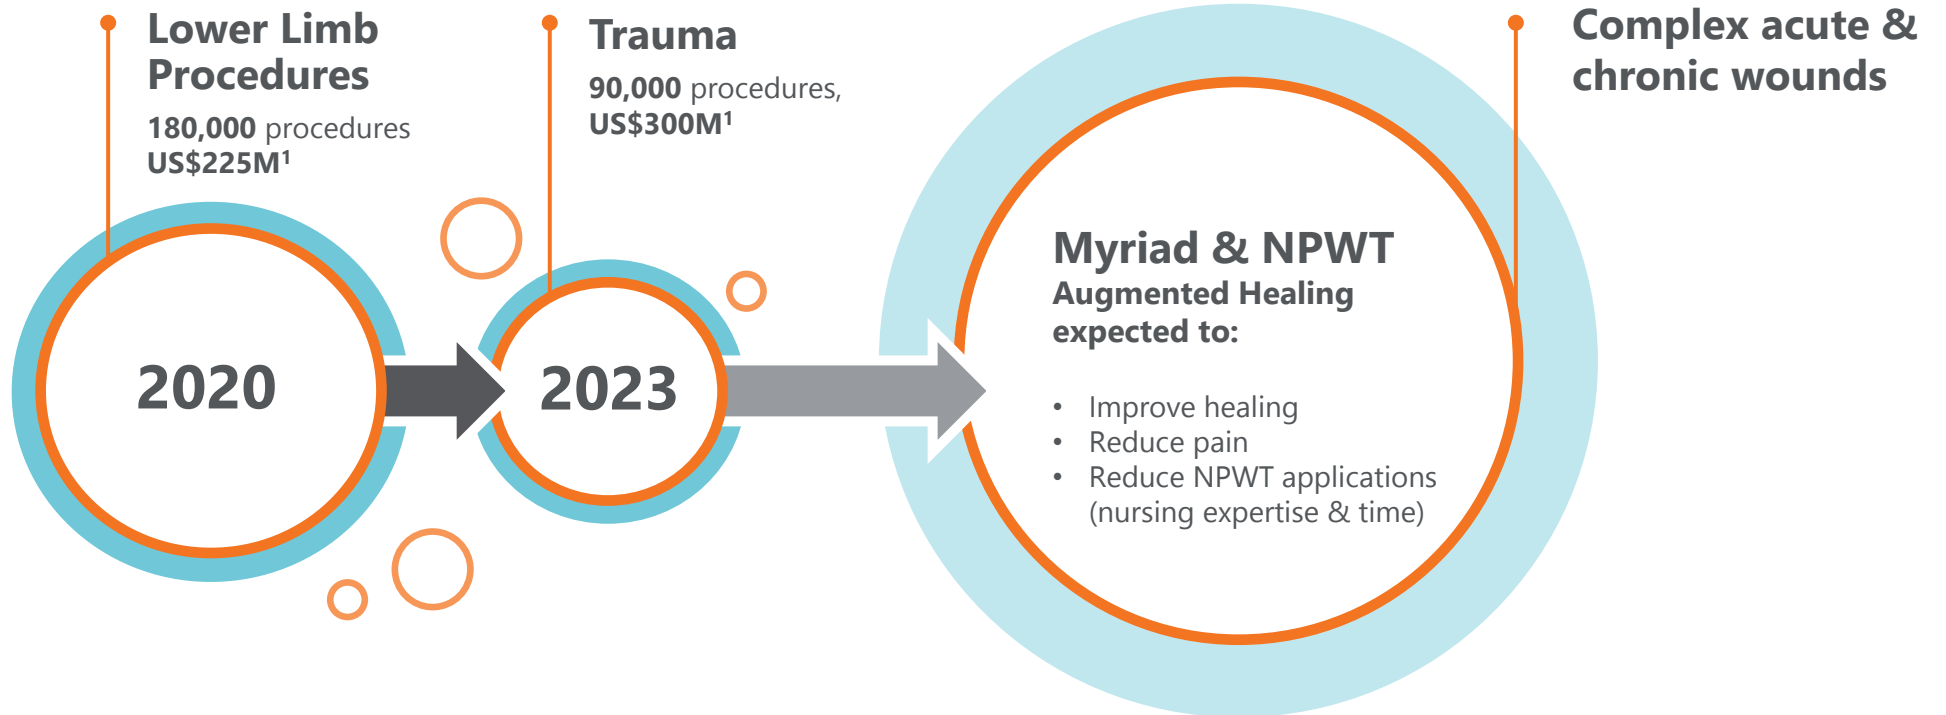 Lower Limb
Procedures
180,000 procedures
US$225M¹
2020
Trauma
90,000 procedures,
US$300M¹
2023
Complex acute &
chronic wounds
Myriad & NPWT
Augmented Healing
expected to:
• Improve healing
• Reduce pain
• Reduce NPWT applications
(nursing expertise & time)